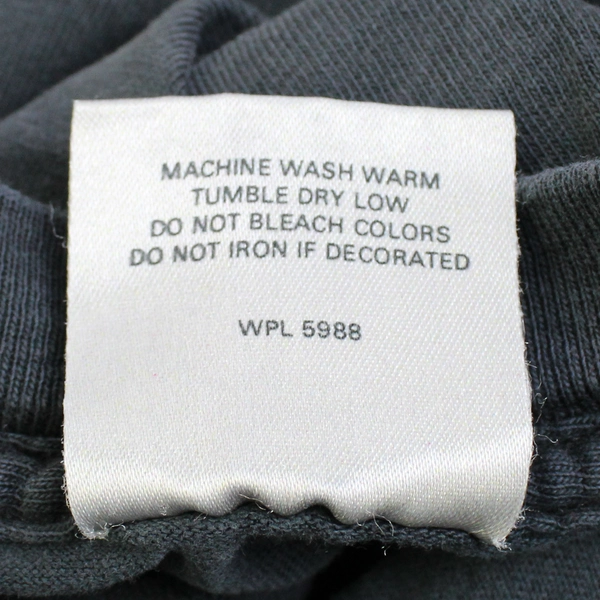 MACHINE WASH WARM
TUMBLE DRY LOW
DO NOT BLEACH COLORS
DO NOT IRON IF DECORATED
WPL 5988